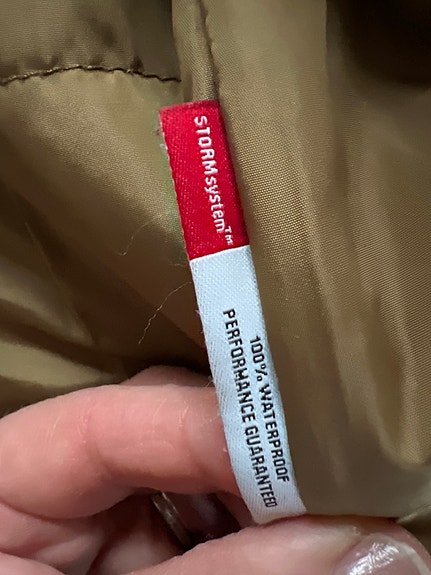 STORMsystem™
100% WATERPROOF
PERFORMANCE GUARANTEED